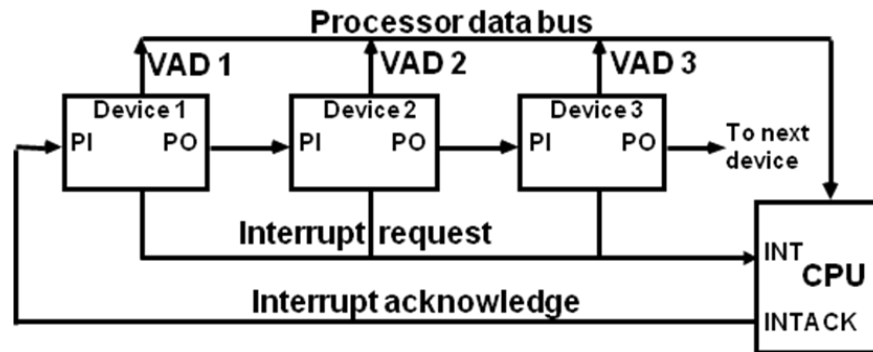 Processor data bus
VAD 1
VAD 2
VAD 3
Device 1
PI PO
Device 2
PI PO
Device 3
PI PO
To next
device
Interrupt request
INT
CPU
Interrupt acknowledge
INTACK